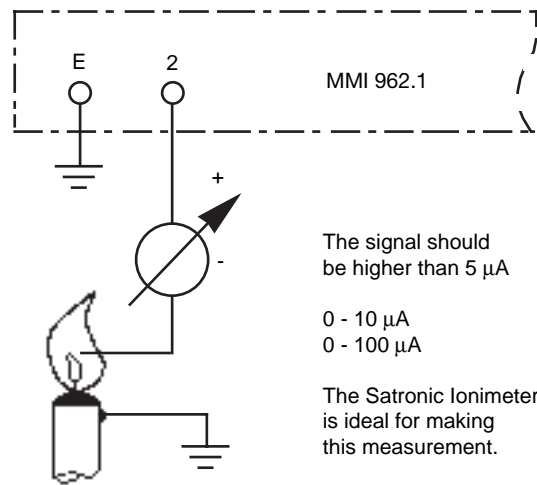 E
2
MMI 962.1
+
-
The signal should
be higher than 5 µA
0 - 10 µA
0 - 100 µA
The Satronic Ionimeter
is ideal for making
this measurement.